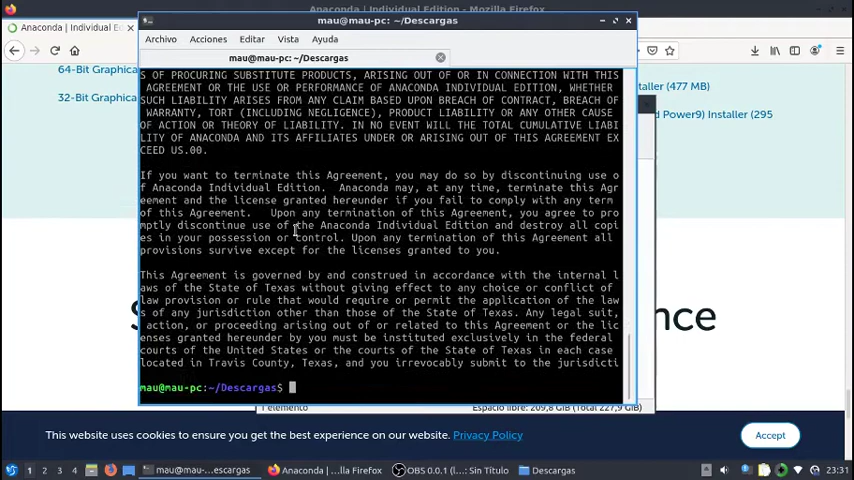 Anaconda | Individual Edition - Mozilla Firefox
mau@mau-pc: ~/Descargas
Anaconda | Individual E
Archivo Acciones Editar Vista Ayuda
mau@mau-pc: ~/Descargas
64-Bit Graphica
32-Bit Graphica
Installer (477 MB)
d Power9) Installer (295
S OF PROCURING SUBSTITUTE PRODUCTS, ARISING OUT OF OR IN CONNECTION WITH THIS
AGREEMENT OR THE USE OR PERFORMANCE OF ANACONDA INDIVIDUAL EDITION, WHETHER
SUCH LIABILITY ARISES FROM ANY CLAIM BASED UPON BREACH OF CONTRACT, BREACH OF
WARRANTY, TORT (INCLUDING NEGLIGENCE), PRODUCT LIABILITY OR ANY OTHER CAUSE
OF ACTION OR THEORY OF LIABILITY. IN NO EVENT WILL THE TOTAL CUMULATIVE LIABI
LITY OF ANACONDA AND ITS AFFILIATES UNDER OR ARISING OUT OF THIS AGREEMENT EX
CEED US.00.
If you want to terminate this Agreement, you may do so by discontinuing use o
f Anaconda Individual Edition. Anaconda may, at any time, terminate this Agr
eement and the license granted hereunder if you fail to comply with any term
of this Agreement. Upon any termination of this Agreement, you agree to pro
mptly discontinue use of the Anaconda Individual Edition and destroy all copi
es in your possession or control. Upon any termination of this Agreement all
provisions survive except for the licenses granted to you.
This Agreement is governed by and construed in accordance with the internal l
aws of the State of Texas without giving effect to any choice or conflict of
law provision or rule that would require or permit the application of the law
s of any jurisdiction other than those of the State of Texas. Any legal suit,
action, or proceeding arising out of or related to this Agreement or the lic
enses granted hereunder by you must be instituted exclusively in the federal
courts of the United States or the courts of the State of Texas in each case
located in Travis County, Texas, and you irrevocably submit to the jurisdicti
mau@mau-pc:~/Descargas$
S
nce
1 elemento Espacio libre: 209,8 GiB (Total 227,9 GiB)
This website uses cookies to ensure you get the best experience on our website. Privacy Policy
Accept
1 2 3 4 mau@mau-...escargas Anaconda | ...lla Firefox OBS 0.0.1 (l...: Sin Título Descargas 23:31